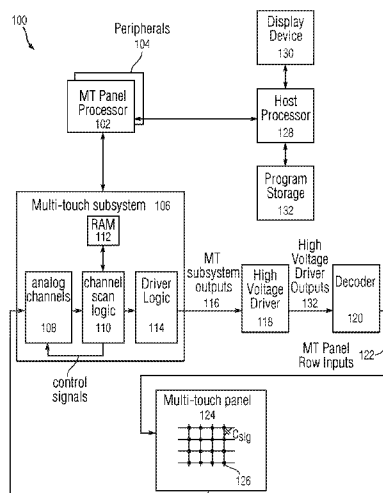 100
Peripherals
104
MT Panel
Processor
102
Display
Device
130
Host
Processor
128
Program
Storage
132
Multi-touch subsystem 106
RAM
112
analog
channels
108
channel
scan
logic
110
Driver
Logic
114
control
signals
MT
subsystem
outputs
116
High
Voltage
Driver
118
High
Voltage
Driver
Outputs
132
Decoder
120
MT Panel
Row Inputs
122
Multi-touch panel
124
Csig
126